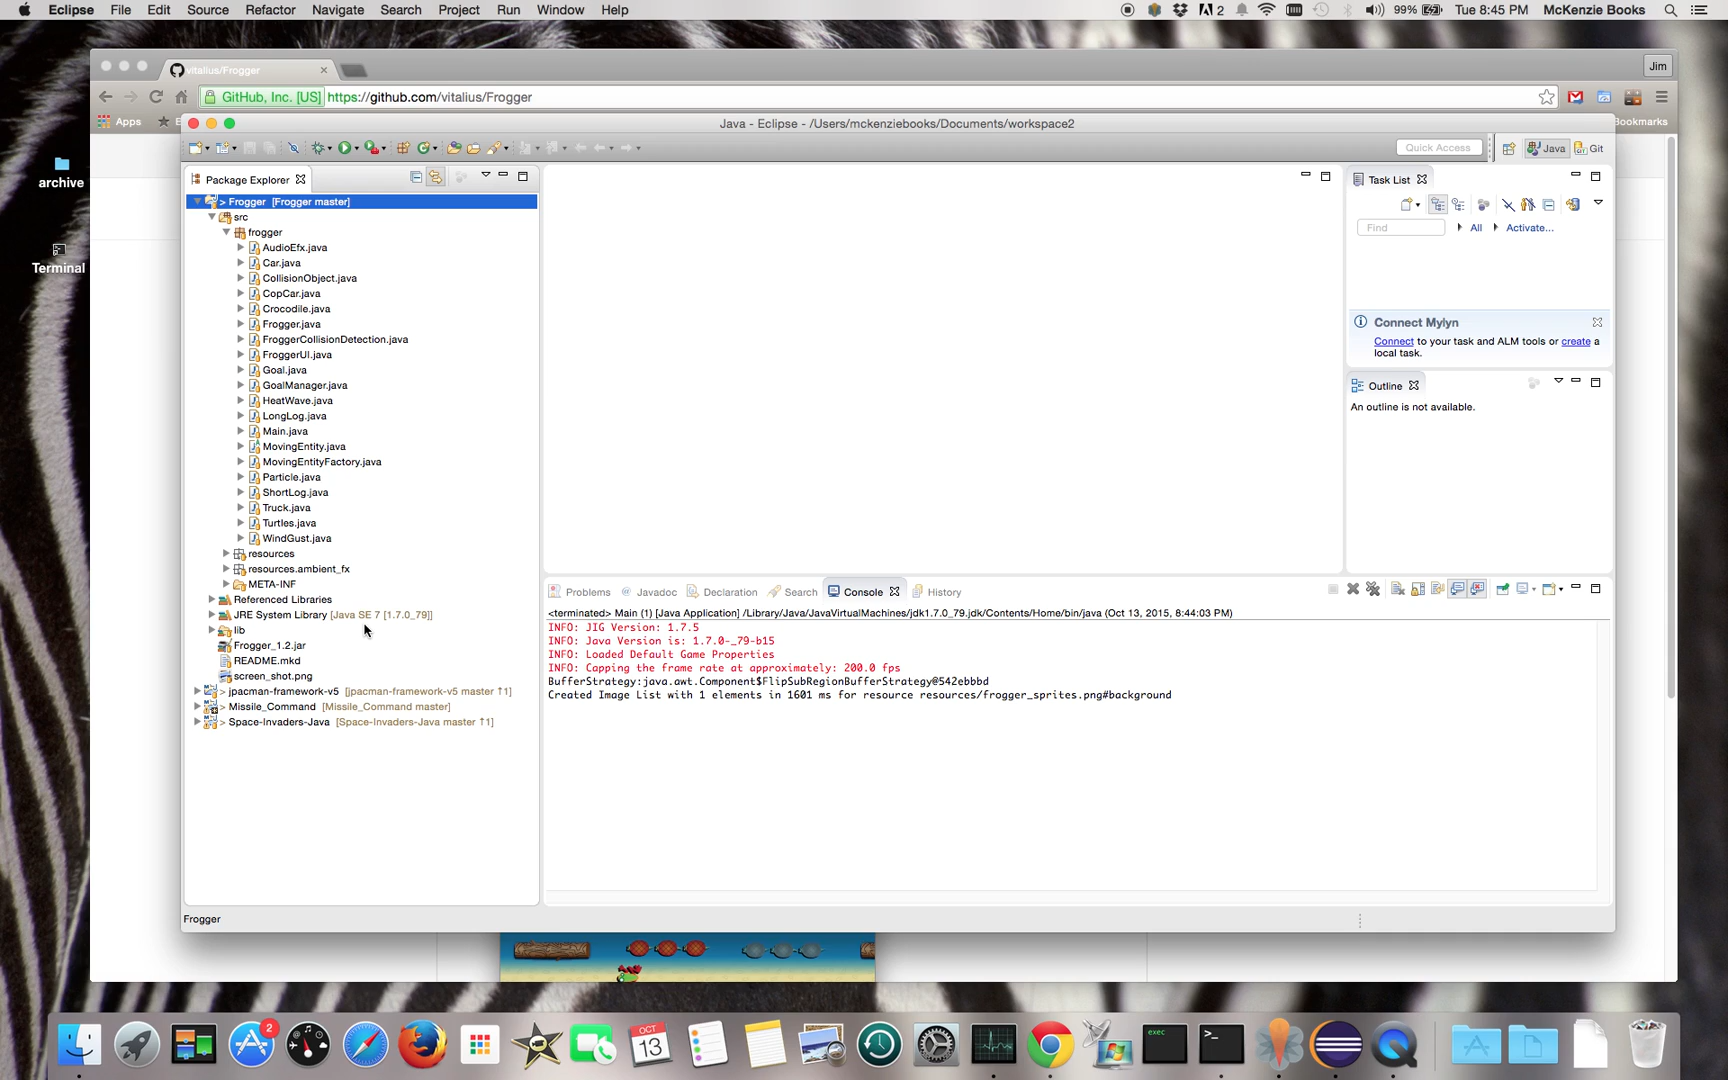 Eclipse File Edit Source Refactor Navigate Search Project Run Window Help 2 99% Tue 8:45 PM McKenzie Books
vitalius/Frogger Jim
GitHub, Inc. [US] https://github.com/vitalius/Frogger
Apps Bookmarks
Java - Eclipse - /Users/mckenziebooks/Documents/workspace2
Quick Access Java Git
archive
Terminal
Package Explorer
> Frogger [Frogger master]
src
frogger
AudioEfx.java
Car.java
CollisionObject.java
CopCar.java
Crocodile.java
Frogger.java
FroggerCollisionDetection.java
FroggerUI.java
Goal.java
GoalManager.java
HeatWave.java
LongLog.java
Main.java
MovingEntity.java
MovingEntityFactory.java
Particle.java
ShortLog.java
Truck.java
Turtles.java
WindGust.java
resources
resources.ambient_fx
META-INF
Referenced Libraries
JRE System Library [Java SE 7 [1.7.0_79]]
lib
Frogger_1.2.jar
README.mkd
screen_shot.png
> jpacman-framework-v5 [jpacman-framework-v5 master ↑1]
> Missile_Command [Missile_Command master]
> Space-Invaders-Java [Space-Invaders-Java master ↑1]
Task List
Find All Activate...
Connect Mylyn
Connect to your task and ALM tools or create a
local task.
Outline
An outline is not available.
Problems Javadoc Declaration Search Console History
<terminated> Main (1) [Java Application] /Library/Java/JavaVirtualMachines/jdk1.7.0_79.jdk/Contents/Home/bin/java (Oct 13, 2015, 8:44:03 PM)
INFO: JIG Version: 1.7.5
INFO: Java Version is: 1.7.0-_79-b15
INFO: Loaded Default Game Properties
INFO: Capping the frame rate at approximately: 200.0 fps
BufferStrategy:java.awt.Component$FlipSubRegionBufferStrategy@542ebbbd
Created Image List with 1 elements in 1601 ms for resource resources/frogger_sprites.png#background
Frogger
2
OCT
13
exec